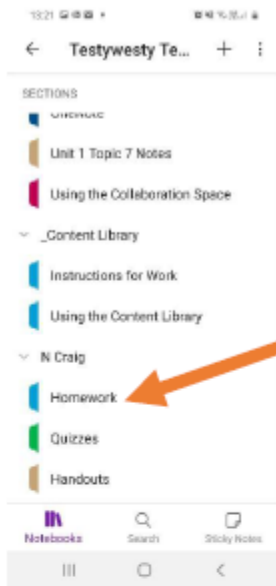 13:21
Testywesty Te...
SECTIONS
OneNote
Unit 1 Topic 7 Notes
Using the Collaboration Space
_Content Library
Instructions for Work
Using the Content Library
N Craig
Homework
Quizzes
Handouts
Notebooks
Search
Sticky Notes